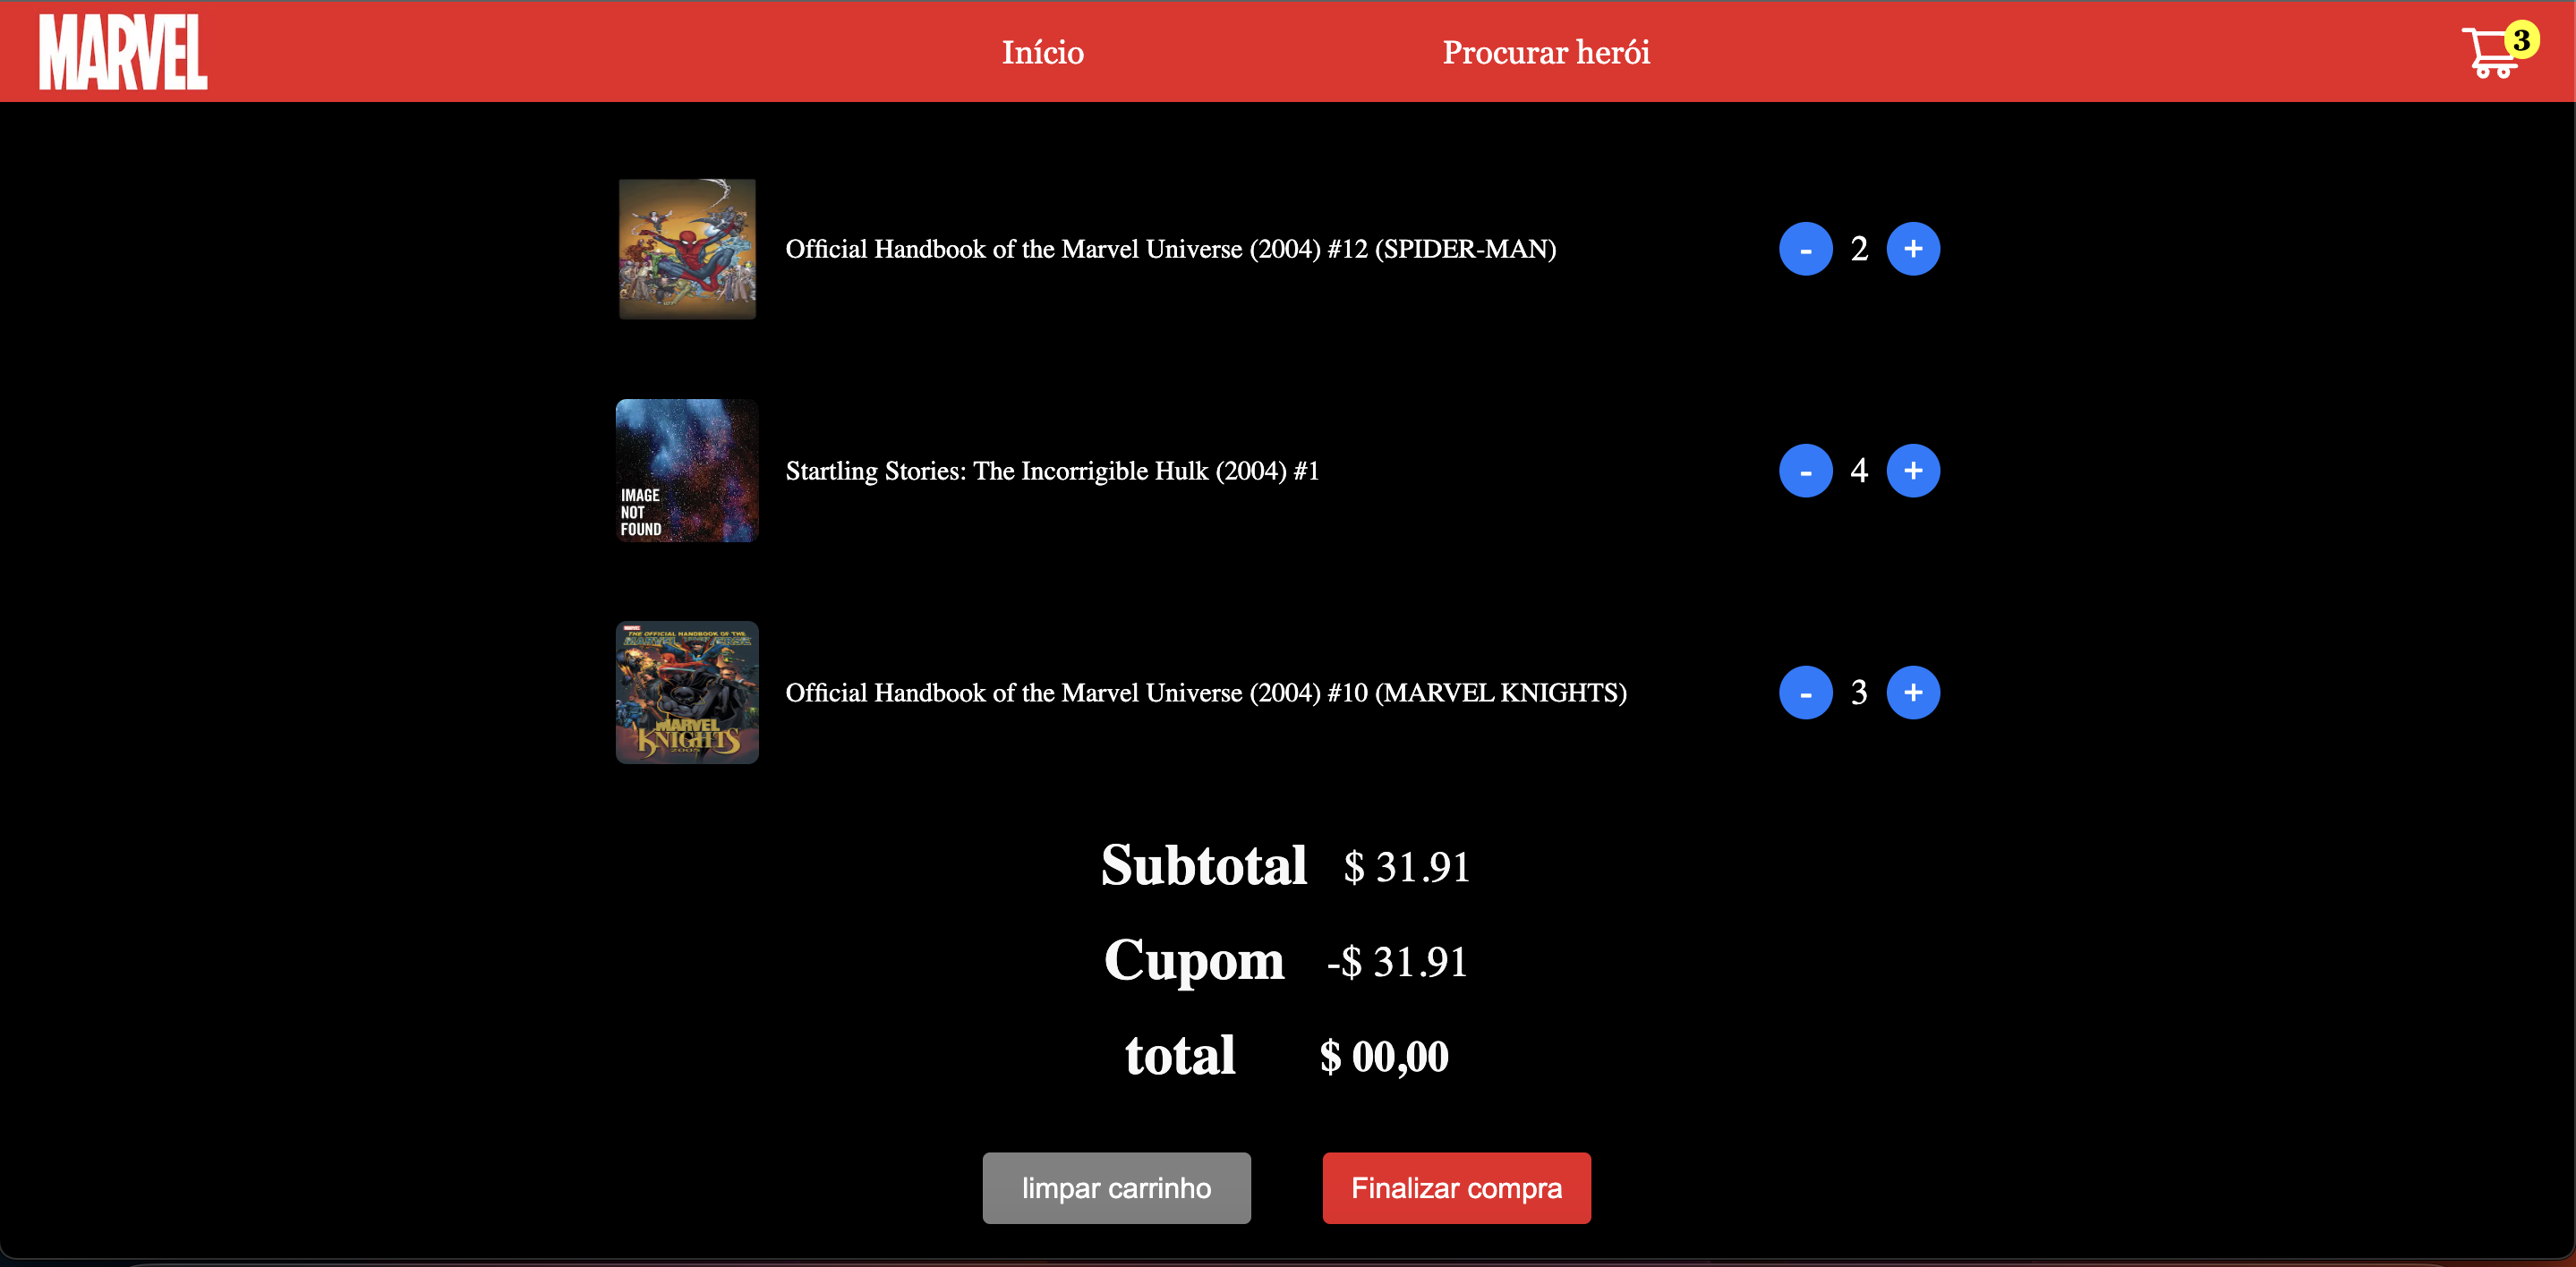 MARVEL
Início
Procurar herói
3
Official Handbook of the Marvel Universe (2004) #12 (SPIDER-MAN)
- 2 +
IMAGE
NOT
FOUND
Startling Stories: The Incorrigible Hulk (2004) #1
- 4 +
MARVEL
THE OFFICIAL HANDBOOK OF THE
MARVEL UNIVERSE
MARVEL
KNIGHTS
2005
Official Handbook of the Marvel Universe (2004) #10 (MARVEL KNIGHTS)
- 3 +
Subtotal $ 31.91
Cupom -$ 31.91
total $ 00,00
limpar carrinho
Finalizar compra